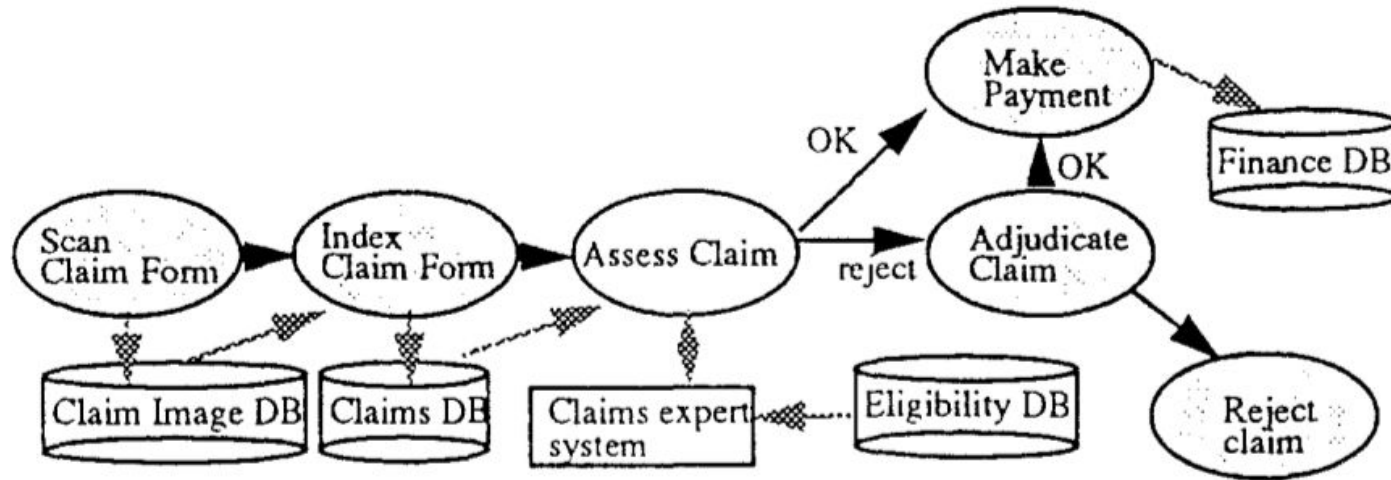 Make
Payment
OK
Finance DB
OK
Scan
Claim Form
Index
Claim Form
Assess Claim
reject
Adjudicate
Claim
Claim Image DB
Claims DB
Claims expert
system
Eligibility DB
Reject
claim